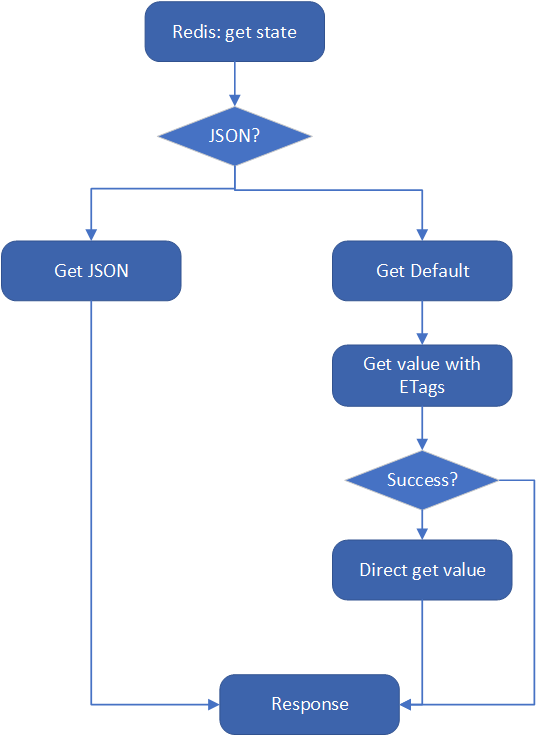 Redis: get state
JSON?
Get JSON
Get Default
Get value with
ETags
Success?
Direct get value
Response